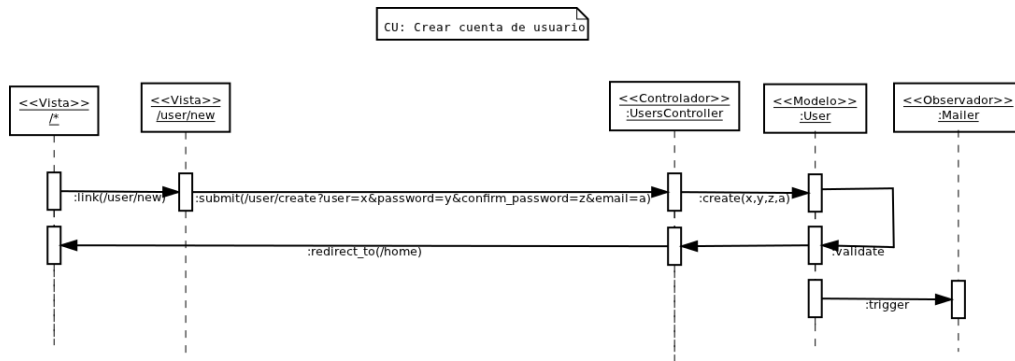 CU: Crear cuenta de usuario
<<Vista>>
/*
<<Vista>>
/user/new
<<Controlador>>
:UsersController
<<Modelo>>
:User
<<Observador>>
:Mailer
:link(/user/new)
:submit(/user/create?user=x&password=y&confirm_password=z&email=a)
:create(x,y,z,a)
:redirect_to(/home)
:validate
:trigger